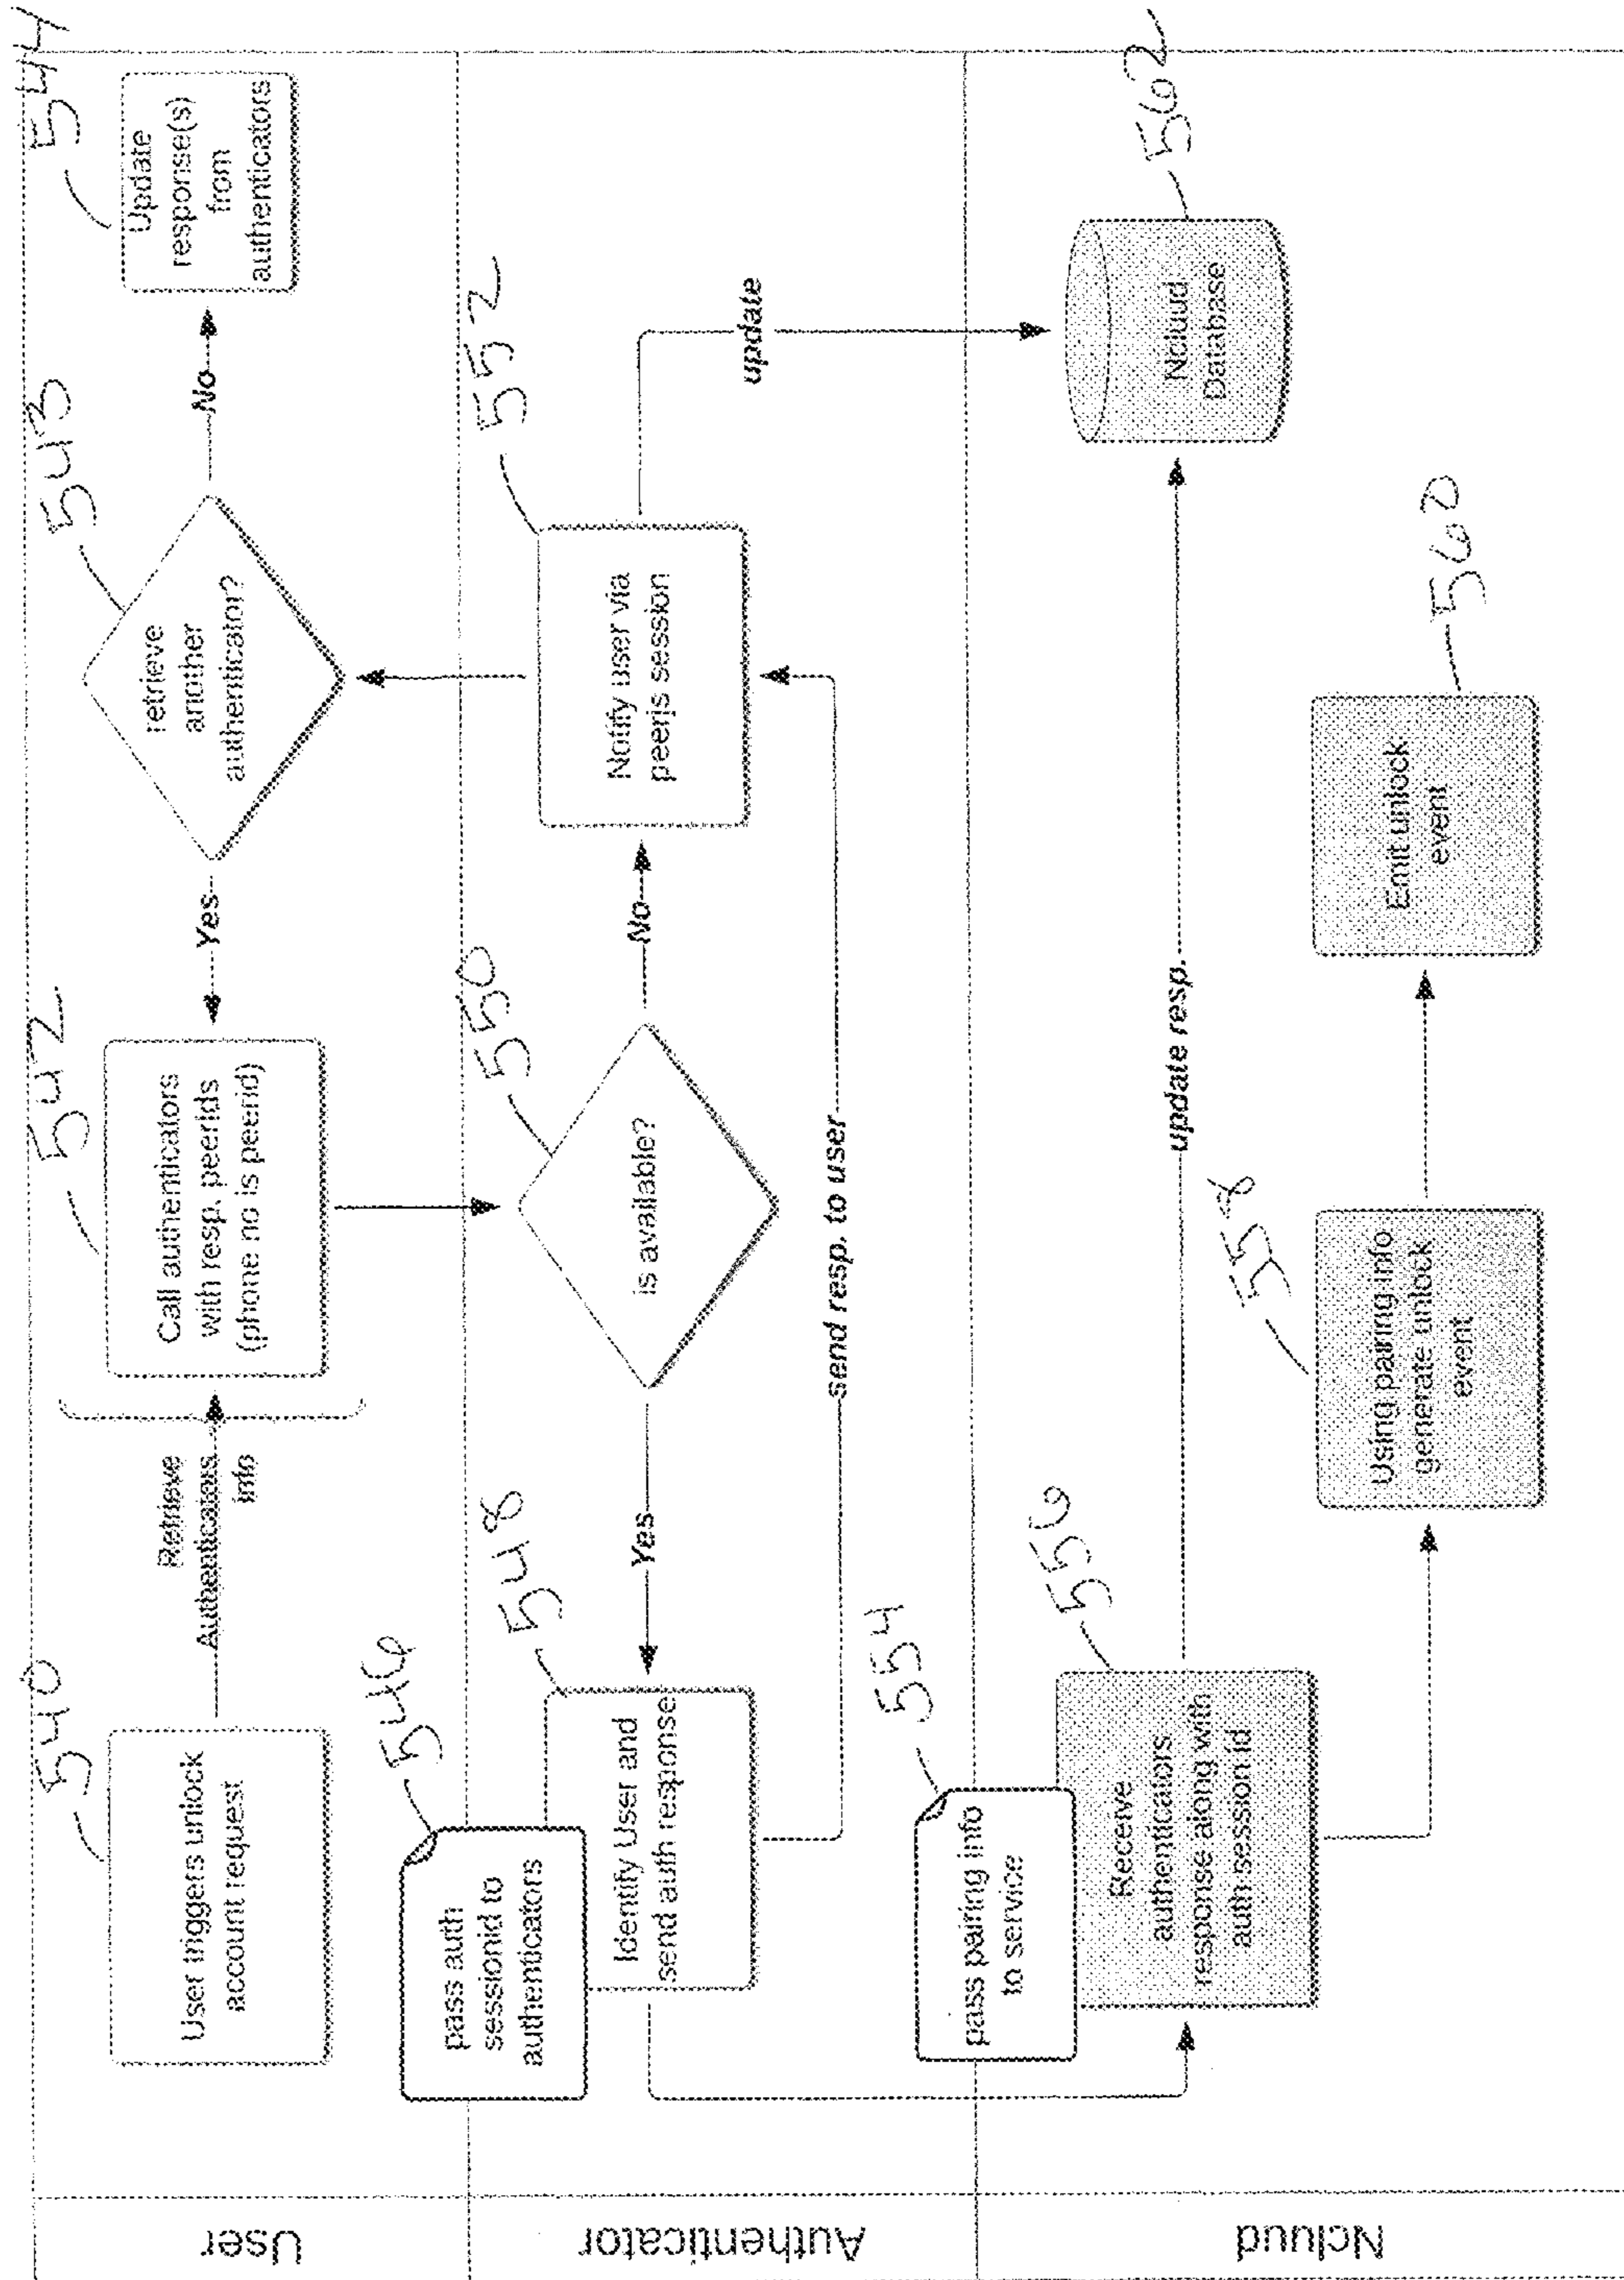 User
540
User triggers unlock
account request
Retrieve
Authenticators
info
542
Call authenticators
with resp. peerids
(phone no is peerid)
Yes
543
retrieve
another
authenticator?
No
544
Update
response(s)
from
authenticators
Authenticator
546
pass auth
sessionid to
authenticators
548
Identify User and
send auth response
Yes
550
is available?
No
552
Notify user via
peerjs session
send resp. to user
update
Ncluud
554
pass pairing info
to service
556
Receive
authenticators
response along with
auth session id
update resp.
562
Ncluud
Database
558
Using pairing info
generate unlock
event
560
Emit unlock
event